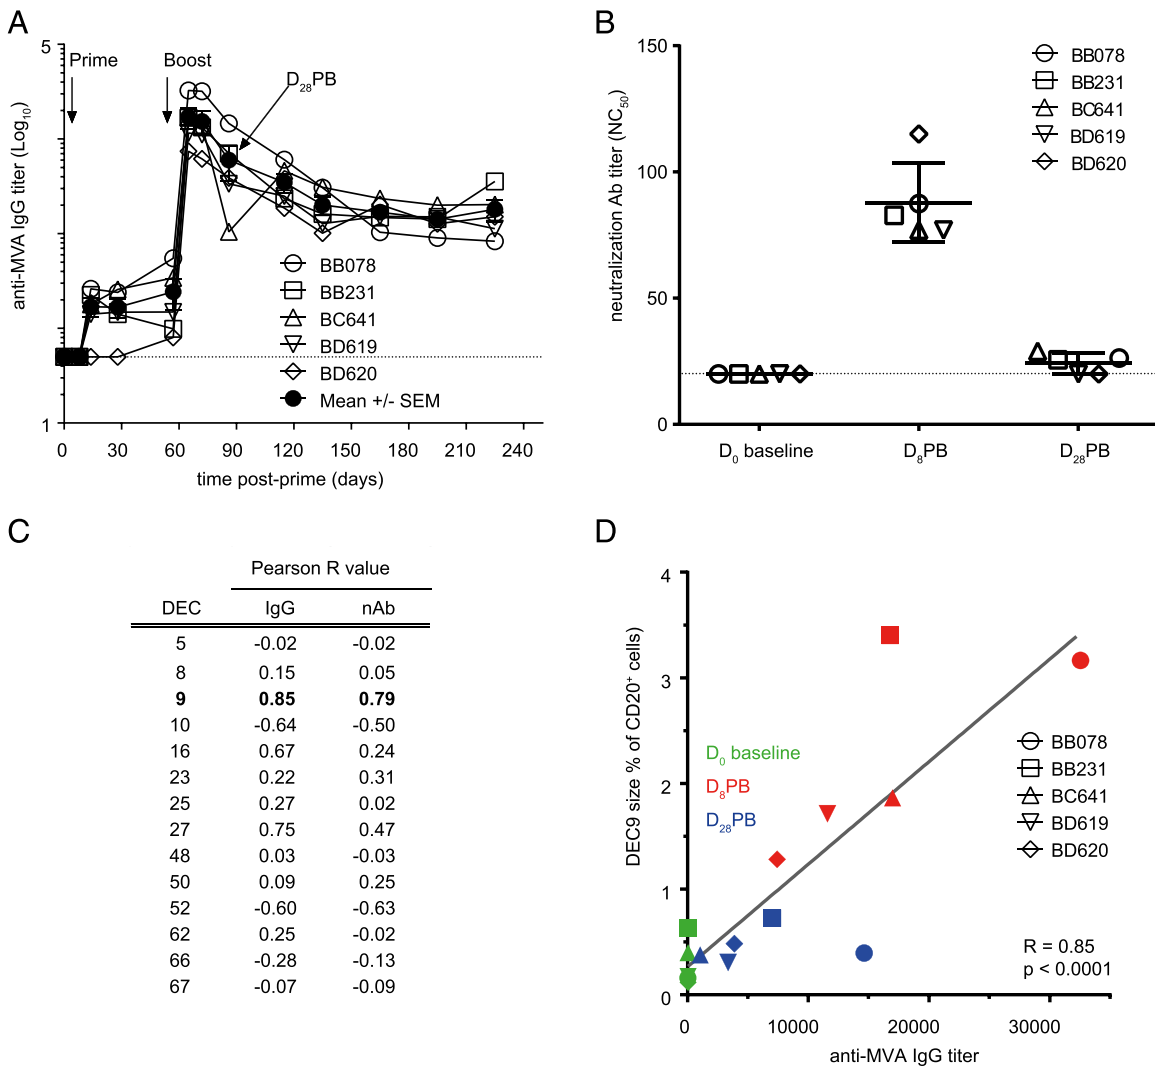 A
5
Prime
Boost
D28PB
anti-MVA IgG titer (Log10)
BB078
BB231
BC641
BD619
BD620
Mean +/- SEM
1
0 30 60 90 120 150 180 210 240
time post-prime (days)
B
150
100
50
0
neutralization Ab titer (NC50)
BB078
BB231
BC641
BD619
BD620
D0 baseline D8PB D28PB
C
Pearson R value
DEC IgG nAb
5 -0.02 -0.02
8 0.15 0.05
9 0.85 0.79
10 -0.64 -0.50
16 0.67 0.24
23 0.22 0.31
25 0.27 0.02
27 0.75 0.47
48 0.03 -0.03
50 0.09 0.25
52 -0.60 -0.63
62 0.25 -0.02
66 -0.28 -0.13
67 -0.07 -0.09
D
4
3
2
1
0
DEC9 size % of CD20+ cells)
D0 baseline
D8PB
D28PB
BB078
BB231
BC641
BD619
BD620
R = 0.85
p < 0.0001
0 10000 20000 30000
anti-MVA IgG titer